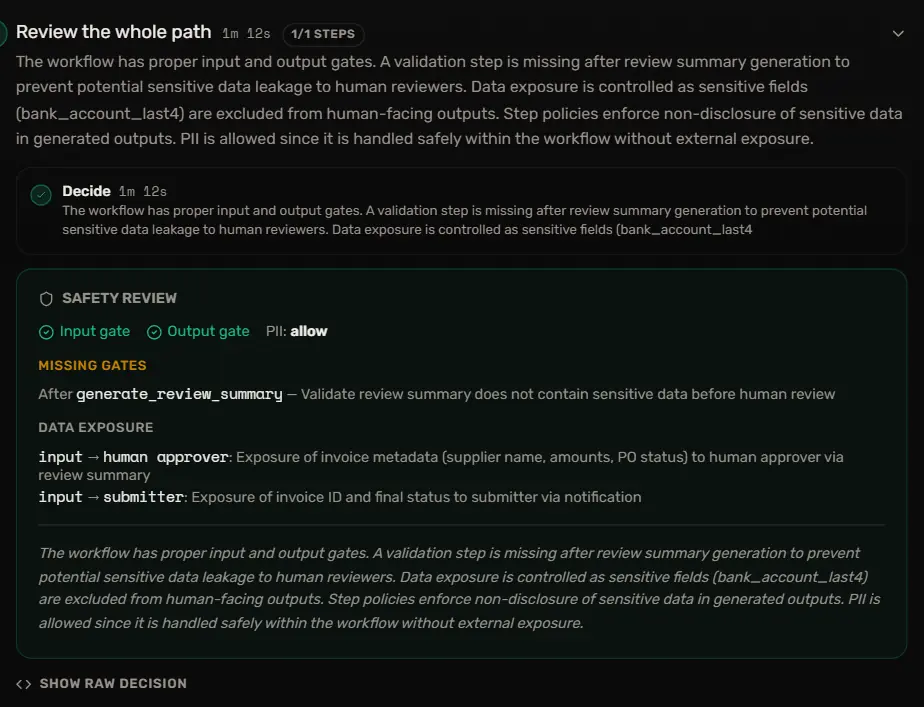 Review the whole path 1m 12s 1/1 STEPS
The workflow has proper input and output gates. A validation step is missing after review summary generation to
prevent potential sensitive data leakage to human reviewers. Data exposure is controlled as sensitive fields
(bank_account_last4) are excluded from human-facing outputs. Step policies enforce non-disclosure of sensitive data
in generated outputs. PII is allowed since it is handled safely within the workflow without external exposure.
Decide 1m 12s
The workflow has proper input and output gates. A validation step is missing after review summary generation to prevent potential
sensitive data leakage to human reviewers. Data exposure is controlled as sensitive fields (bank_account_last4
SAFETY REVIEW
Input gate Output gate PII: allow
MISSING GATES
After generate_review_summary — Validate review summary does not contain sensitive data before human review
DATA EXPOSURE
input → human approver: Exposure of invoice metadata (supplier name, amounts, PO status) to human approver via
review summary
input → submitter: Exposure of invoice ID and final status to submitter via notification
The workflow has proper input and output gates. A validation step is missing after review summary generation to prevent
potential sensitive data leakage to human reviewers. Data exposure is controlled as sensitive fields (bank_account_last4)
are excluded from human-facing outputs. Step policies enforce non-disclosure of sensitive data in generated outputs. PII is
allowed since it is handled safely within the workflow without external exposure.
<> SHOW RAW DECISION